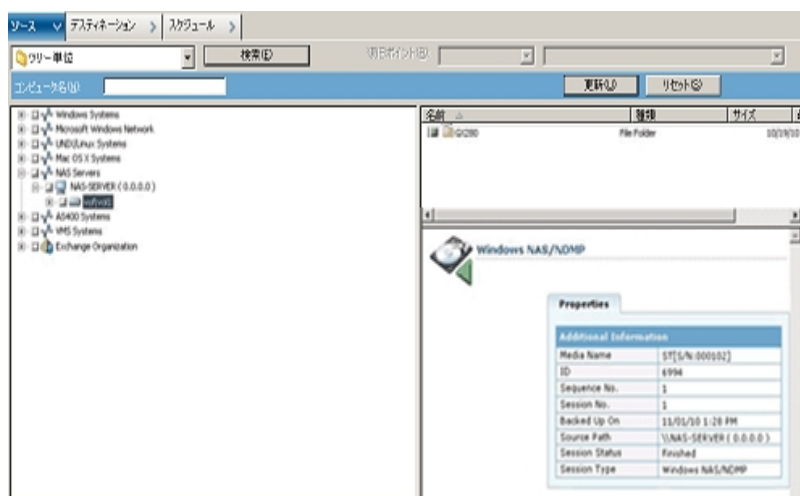 ソース デスティネーション スケジュール
ツリー単位 検索(E) 復旧ポイント(B)
コンピュータ名(N): 更新(U) リセット(S)
Windows Systems
Microsoft Windows Network
UNIX/Linux Systems
Mac OS X Systems
NAS Servers
NAS-SERVER ( 0.0.0.0 )
AS400 Systems
VMS Systems
Exchange Organization
名前 種類 サイズ
File Folder 10/19/10
Windows NAS/NDMP
Properties
Additional Information
Media Name ST[S/N:000102]
ID 6994
Sequence No. 1
Session No. 1
Backed Up On 11/01/10 1:28 PM
Source Path \\NAS-SERVER ( 0.0.0.0 )
Session Status Finished
Session Type Windows NAS/NDMP